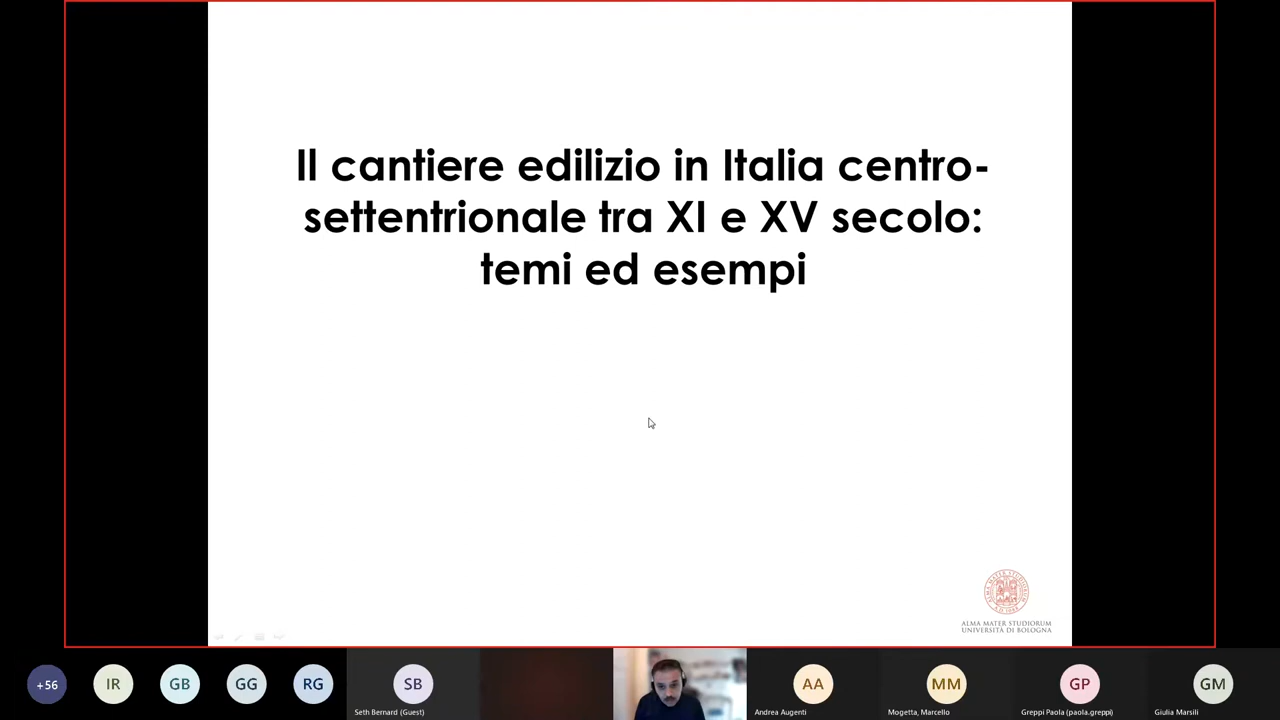 Il cantiere edilizio in Italia centro-
settentrionale tra XI e XV secolo:
temi ed esempi
ALMA MATER STUDIORUM
UNIVERSITÀ DI BOLOGNA
+56
IR
GB
GG
RG
SB
Seth Bernard (Guest)
AA
Andrea Augenti
MM
Mogetta, Marcello
GP
Greppi Paola (paola.greppi)
GM
Giulia Marsili